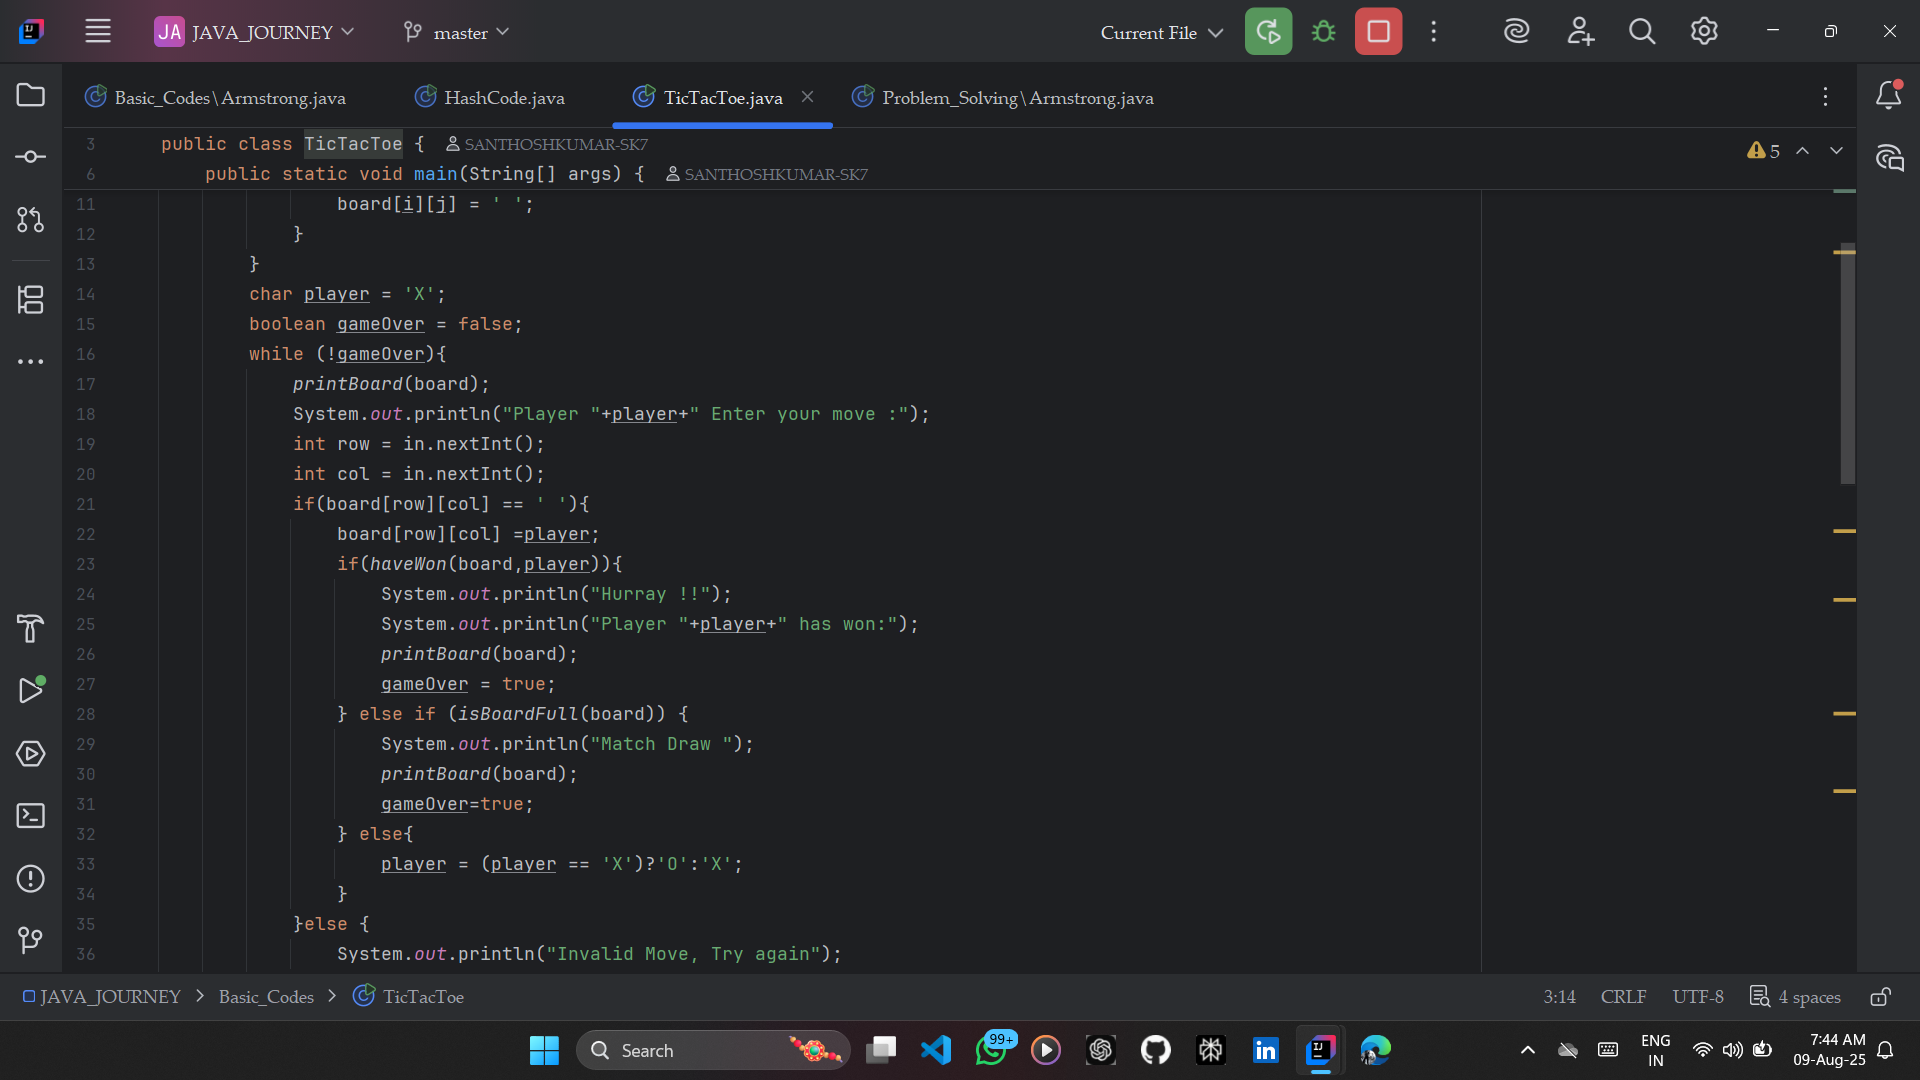 JA JAVA_JOURNEY master Current File
Basic_Codes\Armstrong.java HashCode.java TicTacToe.java Problem_Solving\Armstrong.java
3 public class TicTacToe { SANTHOSHKUMAR-SK7 5
6 public static void main(String[] args) { SANTHOSHKUMAR-SK7
11 board[i][j] = ' ';
12 }
13 }
14 char player = 'X';
15 boolean gameOver = false;
16 while (!gameOver){
17 printBoard(board);
18 System.out.println("Player "+player+" Enter your move :");
19 int row = in.nextInt();
20 int col = in.nextInt();
21 if(board[row][col] == ' '){
22 board[row][col] =player;
23 if(haveWon(board,player)){
24 System.out.println("Hurray !!");
25 System.out.println("Player "+player+" has won:");
26 printBoard(board);
27 gameOver = true;
28 } else if (isBoardFull(board)) {
29 System.out.println("Match Draw ");
30 printBoard(board);
31 gameOver=true;
32 } else{
33 player = (player == 'X')?'O':'X';
34 }
35 }else {
36 System.out.println("Invalid Move, Try again");
JAVA_JOURNEY > Basic_Codes > TicTacToe 3:14 CRLF UTF-8 4 spaces
Search 99+ ENG 7:44 AM
IN 09-Aug-25